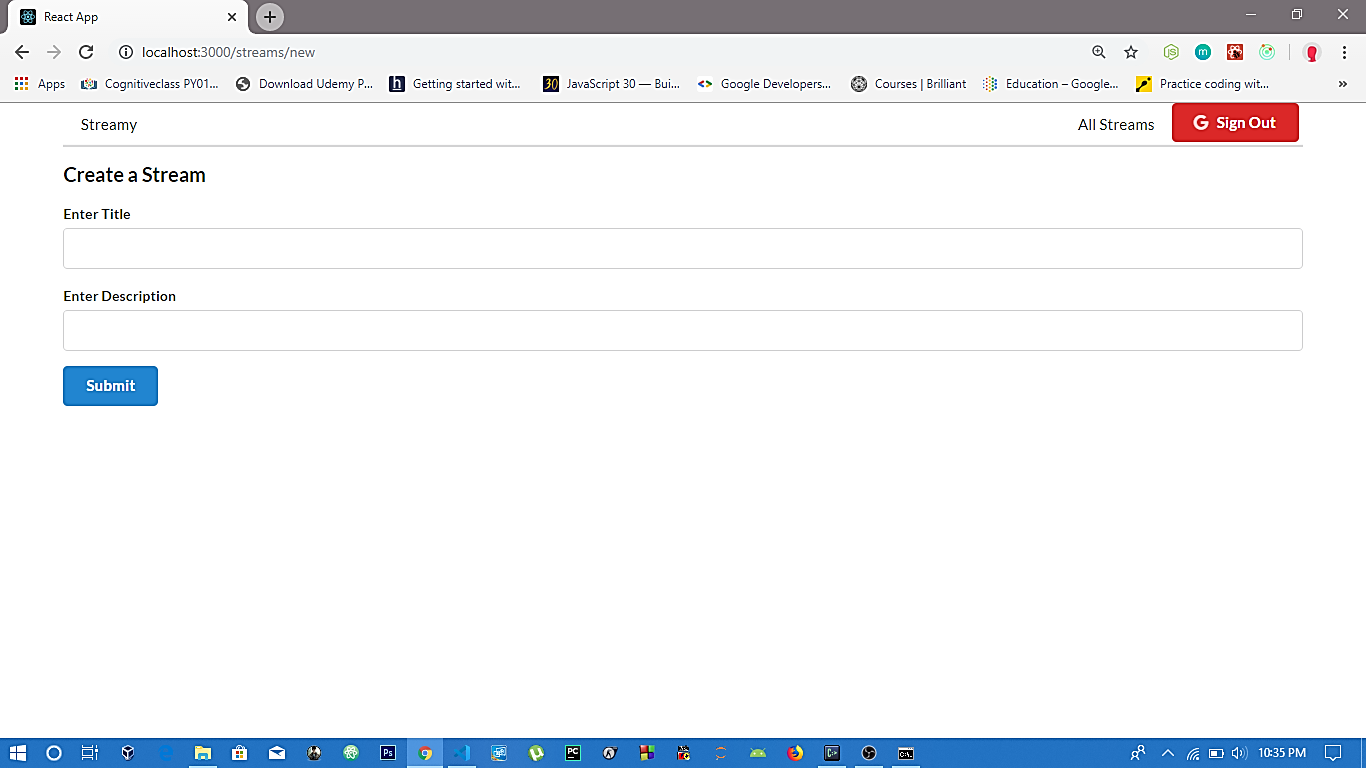 React App
localhost:3000/streams/new
Apps Cognitiveclass PY01... Download Udemy P... Getting started wit... JavaScript 30 — Bui... Google Developers... Courses | Brilliant Education – Google... Practice coding wit... »
Streamy All Streams G Sign Out
Create a Stream
Enter Title
Enter Description
Submit
10:35 PM